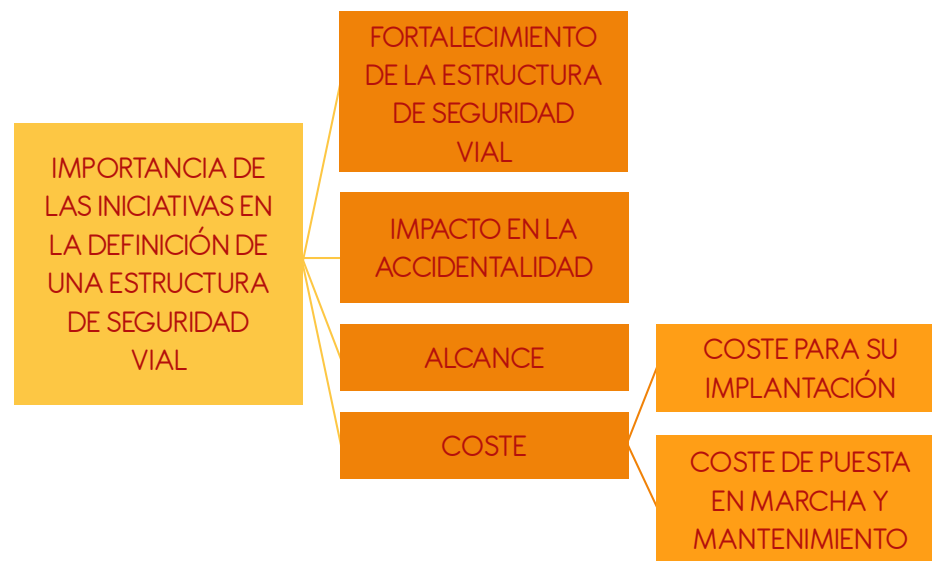 IMPORTANCIA DE
LAS INICIATIVAS EN
LA DEFINICIÓN DE
UNA ESTRUCTURA
DE SEGURIDAD
VIAL
FORTALECIMIENTO
DE LA ESTRUCTURA
DE SEGURIDAD
VIAL
IMPACTO EN LA
ACCIDENTALIDAD
ALCANCE
COSTE
COSTE PARA SU
IMPLANTACIÓN
COSTE DE PUESTA
EN MARCHA Y
MANTENIMIENTO